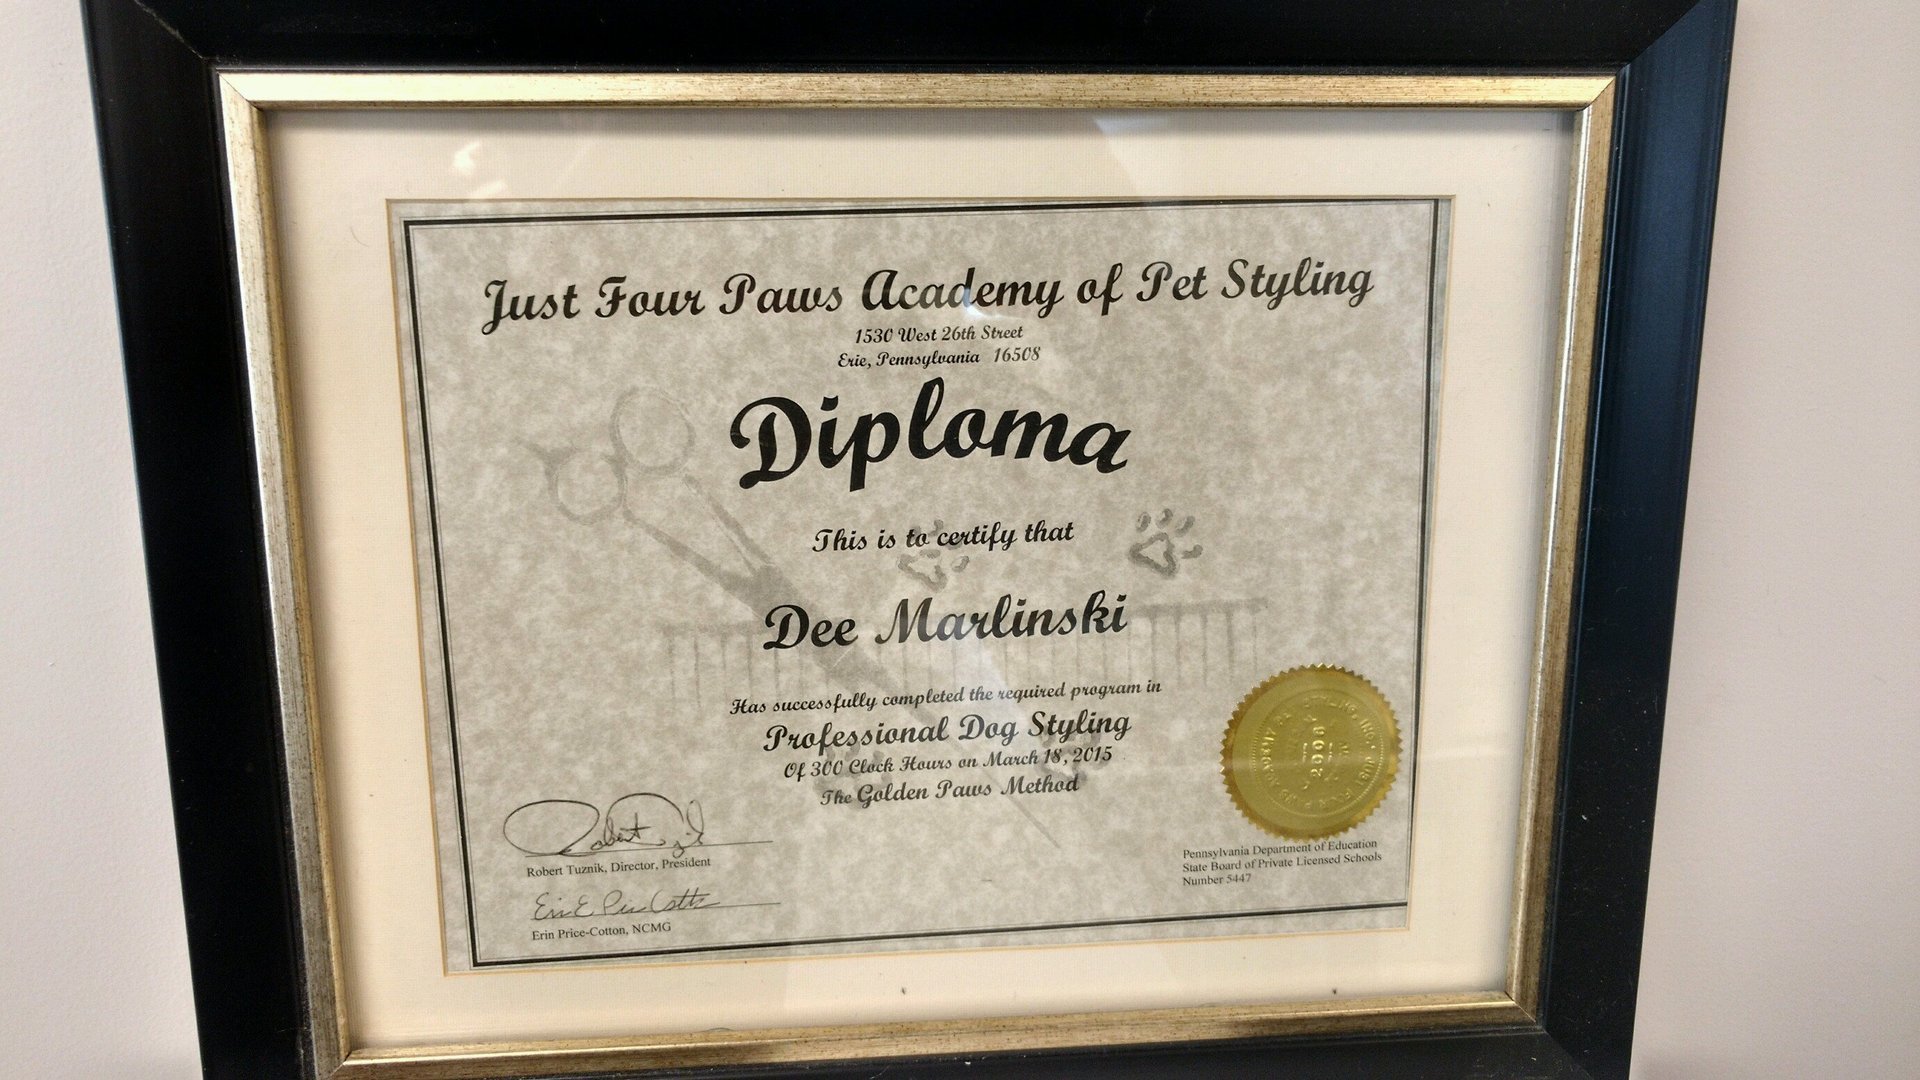 Just Four Paws Academy of Pet Styling
1530 West 26th Street
Erie, Pennsylvania 16508
Diploma
This is to certify that
Dee Marlinski
Has successfully completed the required program in
Professional Dog Styling
Of 300 Clock Hours on March 18, 2015
The Golden Paws Method
Robert Tuznik, Director, President
Erin Price-Cotton, NCMG
2006
Pennsylvania Department of Education
State Board of Private Licensed Schools
Number 5447